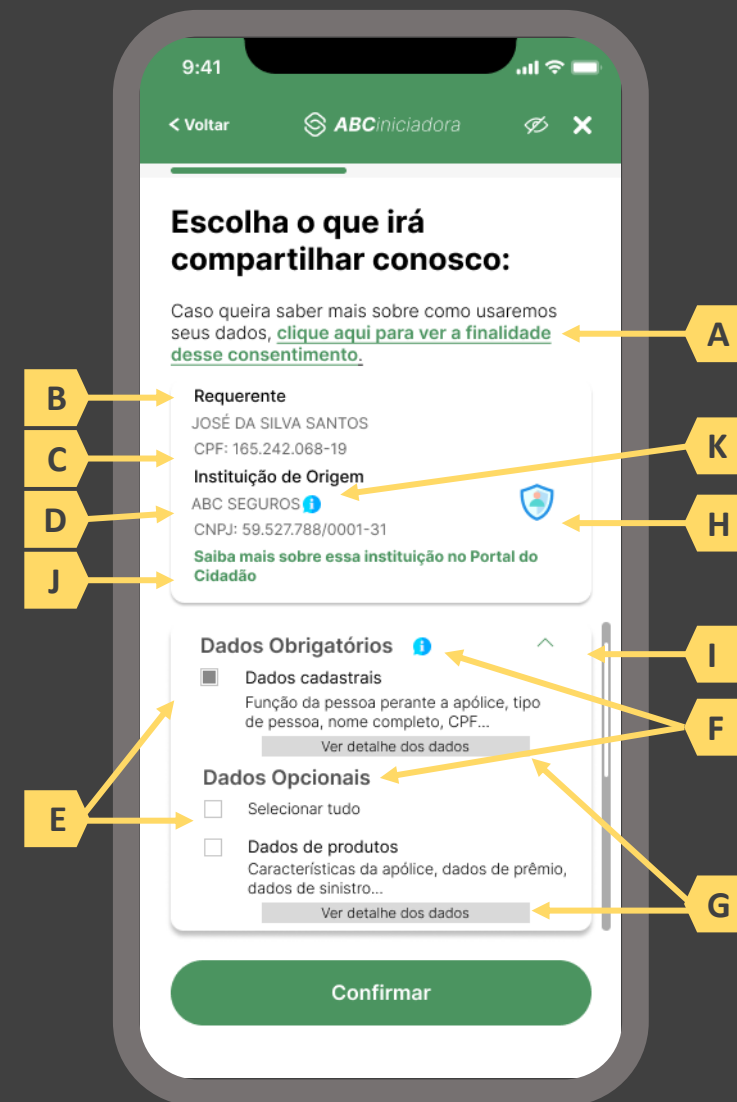 9:41
< Voltar
ABCiniciadora
Escolha o que irá
compartilhar conosco:
Caso queira saber mais sobre como usaremos
seus dados, clique aqui para ver a finalidade
desse consentimento.
A
B
Requerente
JOSÉ DA SILVA SANTOS
C
CPF: 165.242.068-19
K
Instituição de Origem
D
ABC SEGUROS
H
CNPJ: 59.527.788/0001-31
J
Saiba mais sobre essa instituição no Portal do
Cidadão
Dados Obrigatórios
I
Dados cadastrais
Função da pessoa perante a apólice, tipo
de pessoa, nome completo, CPF...
F
Ver detalhe dos dados
Dados Opcionais
E
Selecionar tudo
Dados de produtos
Características da apólice, dados de prêmio,
dados de sinistro...
G
Ver detalhe dos dados
Confirmar